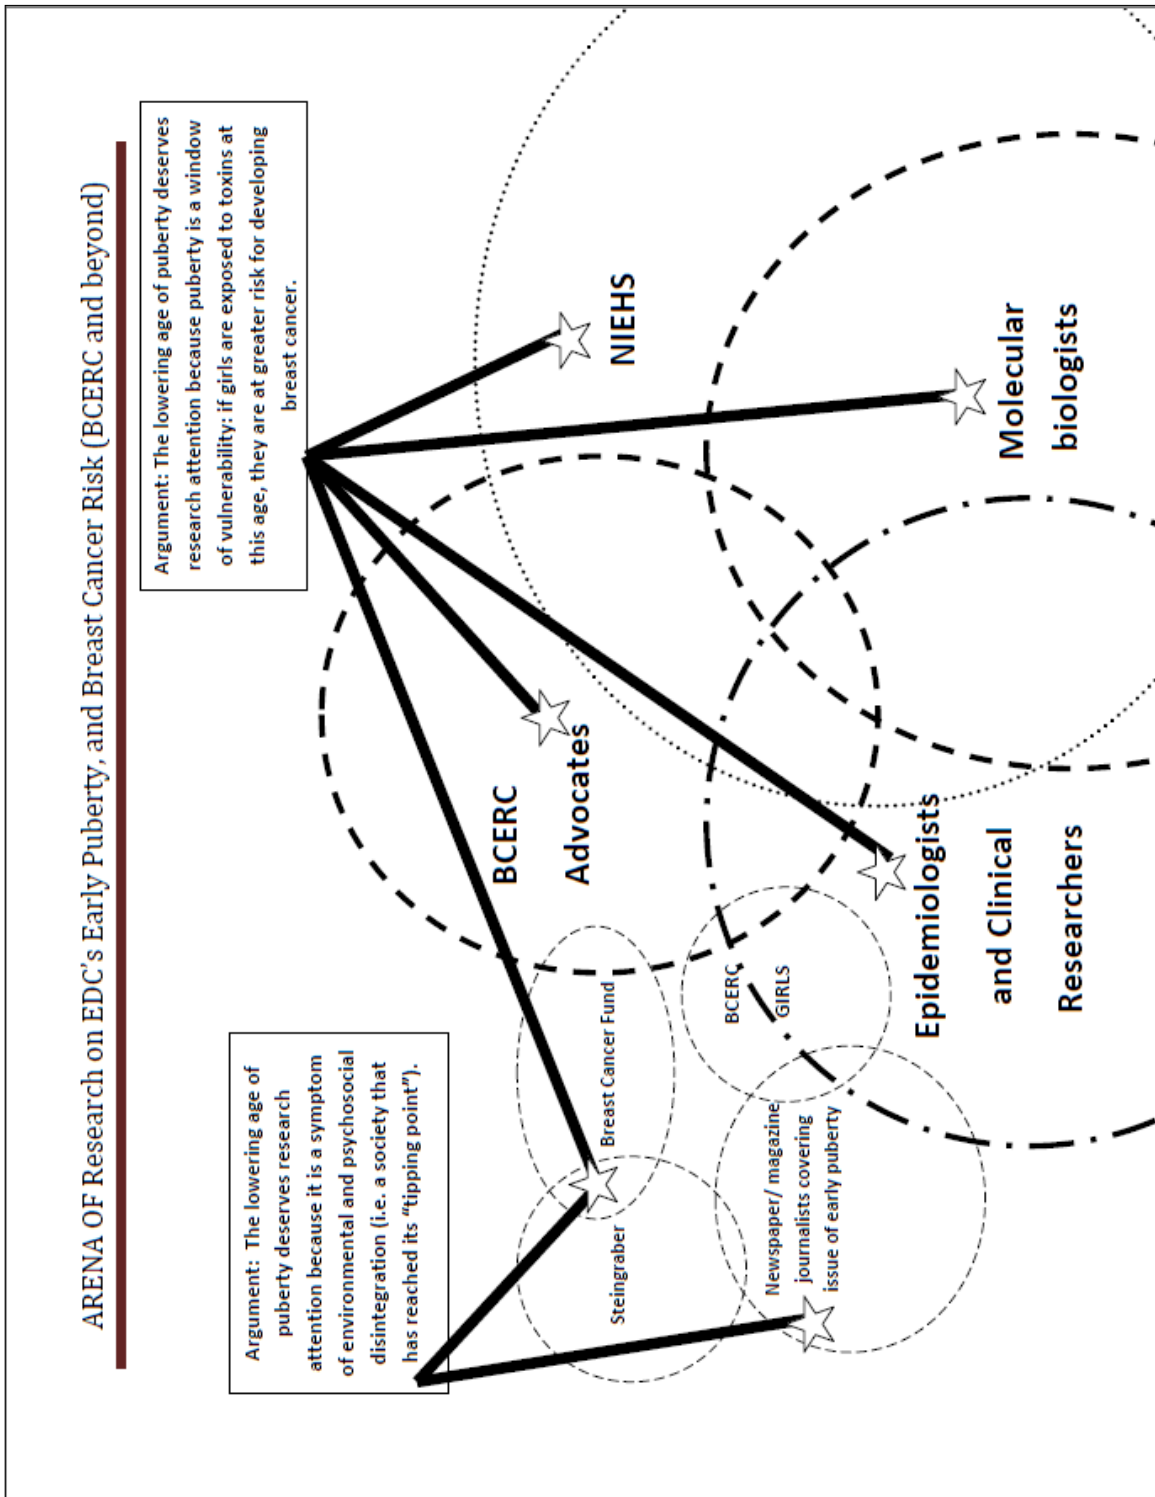 ARENA OF Research on EDC’s Early Puberty, and Breast Cancer Risk (BCERC and beyond)
Argument: The lowering age of
puberty deserves research
attention because it is a symptom
of environmental and psychosocial
disintegration (i.e. a society that
has reached its “tipping point”).
Argument: The lowering age of puberty deserves
research attention because puberty is a window
of vulnerability: if girls are exposed to toxins at
this age, they are at greater risk for developing
breast cancer.
Steingraber
Breast Cancer Fund
BCERC
Advocates
NIEHS
Newspaper/ magazine
journalists covering
issue of early puberty
BCERC
GIRLS
Epidemiologists
and Clinical
Researchers
Molecular
biologists